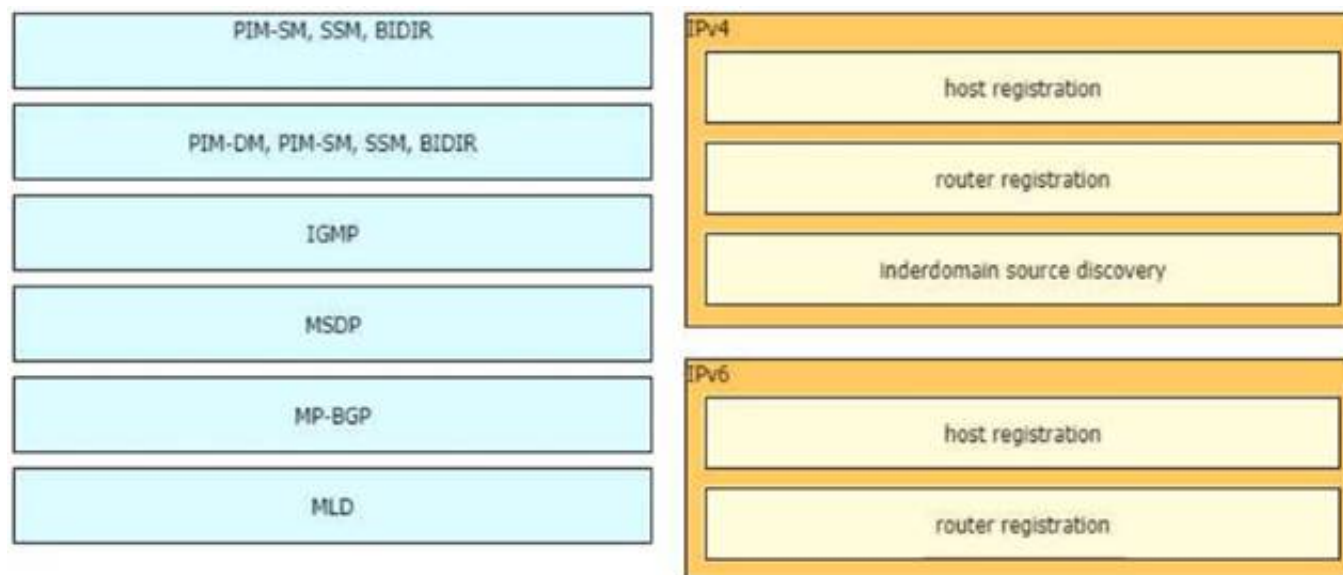 PIM-SM, SSM, BIDIR
PIM-DM, PIM-SM, SSM, BIDIR
IGMP
MSDP
MP-BGP
MLD
IPv4
host registration
router registration
inderdomain source discovery
IPv6
host registration
router registration